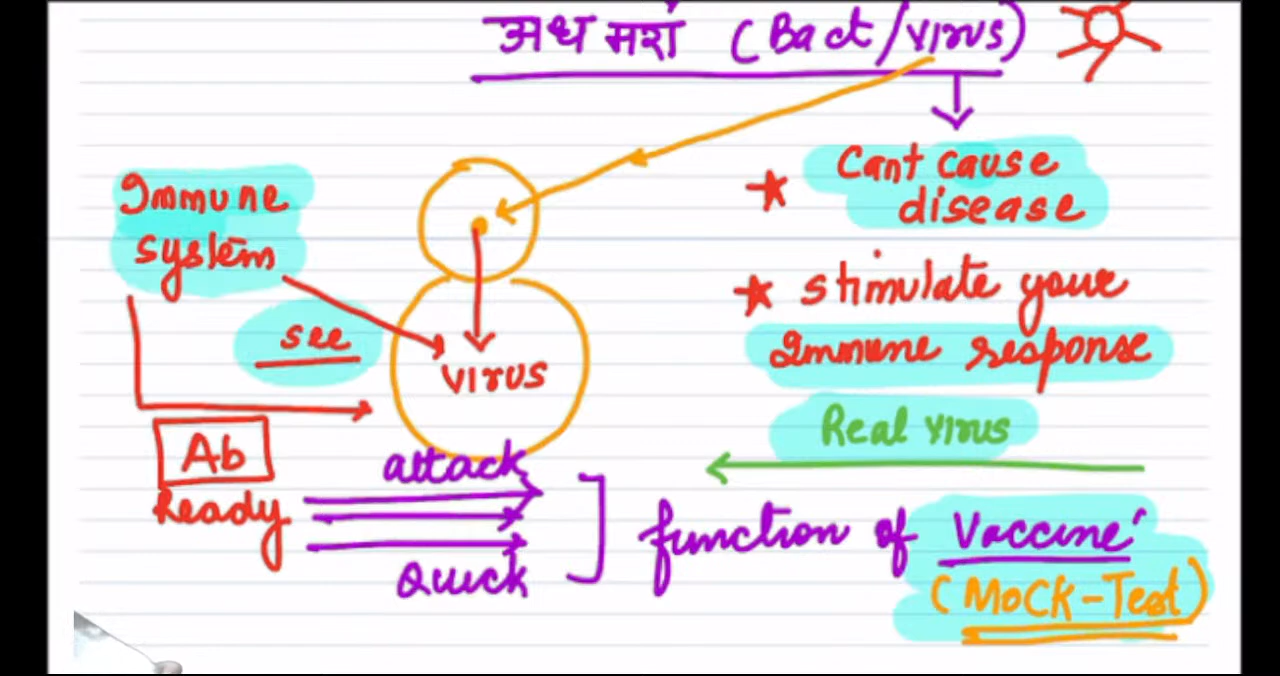 अध मरा (Bact/Virus)
Cant cause
disease
Immune
system
see
stimulate your
Immune response
virus
Real virus
Ab
Ready
attack
Quick
function of Vaccine
(Mock-Test)